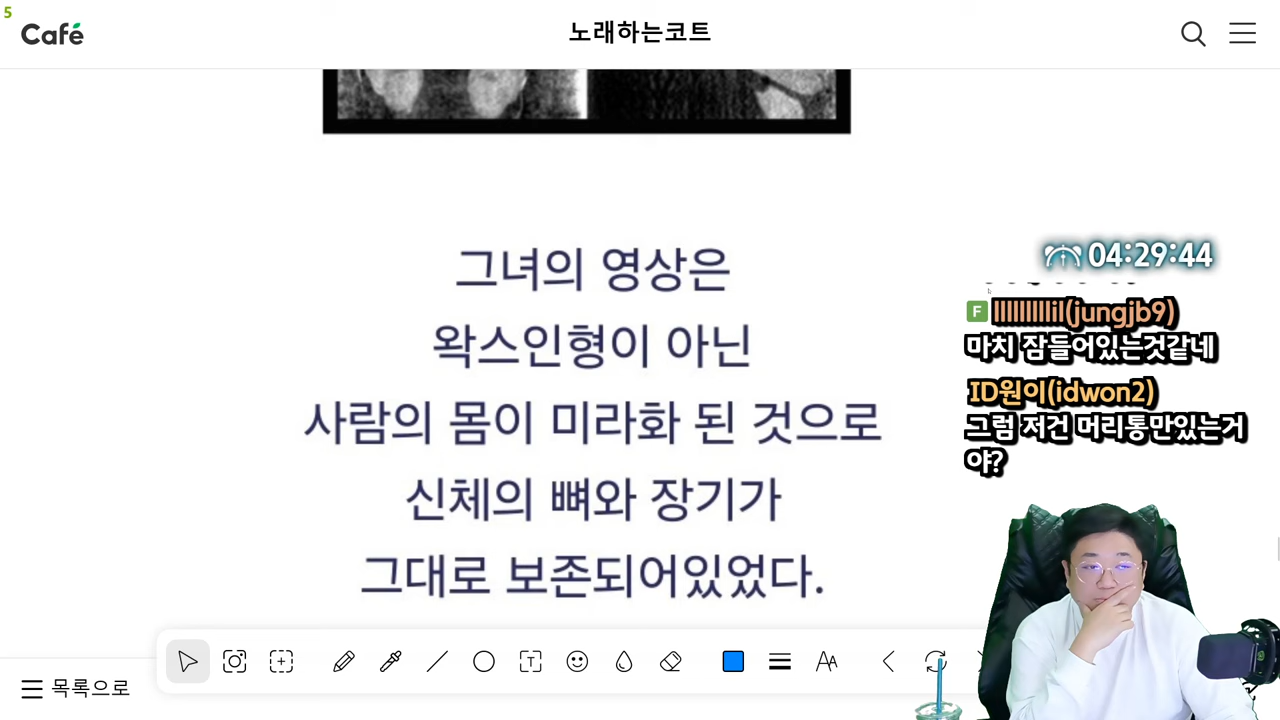 5
Café
노래하는코트
그녀의 영상은
왁스인형이 아닌
사람의 몸이 미라화 된 것으로
신체의 뼈와 장기가
그대로 보존되어있었다.
04:29:44
F llllllllllil(jungjb9)
마치 잠들어있는것같네
ID원이(idwon2)
그럼 저건 머리통만있는거
야?
T
AA
목록으로